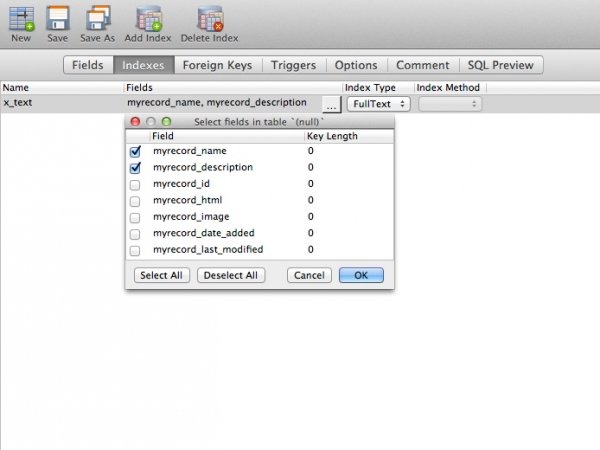 New Save Save As Add Index Delete Index
Fields Indexes Foreign Keys Triggers Options Comment SQL Preview
Name Fields Index Type Index Method
x_text myrecord_name, myrecord_description ... FullText
Select fields in table `(null)`
Field Key Length
myrecord_name 0
myrecord_description 0
myrecord_id 0
myrecord_html 0
myrecord_image 0
myrecord_date_added 0
myrecord_last_modified 0
Select All Deselect All Cancel OK